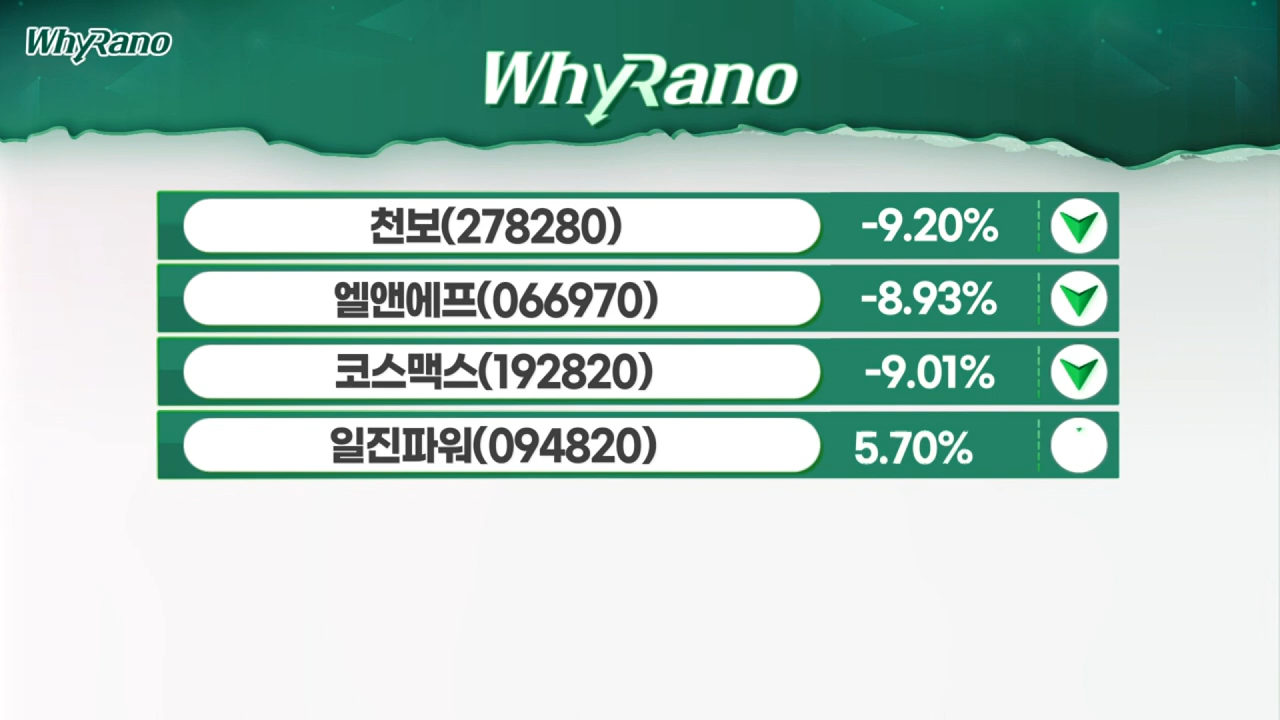 WhyRano
WhyRano
천보(278280) -9.20%
엘앤에프(066970) -8.93%
코스맥스(192820) -9.01%
일진파워(094820) 5.70%